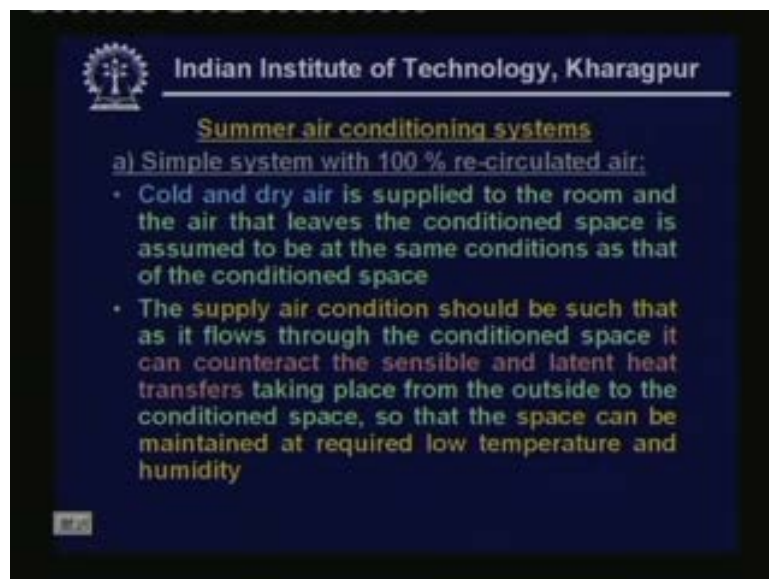 Indian Institute of Technology, Kharagpur
Summer air conditioning systems
a) Simple system with 100 % re-circulated air:
• Cold and dry air is supplied to the room and
the air that leaves the conditioned space is
assumed to be at the same conditions as that
of the conditioned space
• The supply air condition should be such that
as it flows through the conditioned space it
can counteract the sensible and latent heat
transfers taking place from the outside to the
conditioned space, so that the space can be
maintained at required low temperature and
humidity